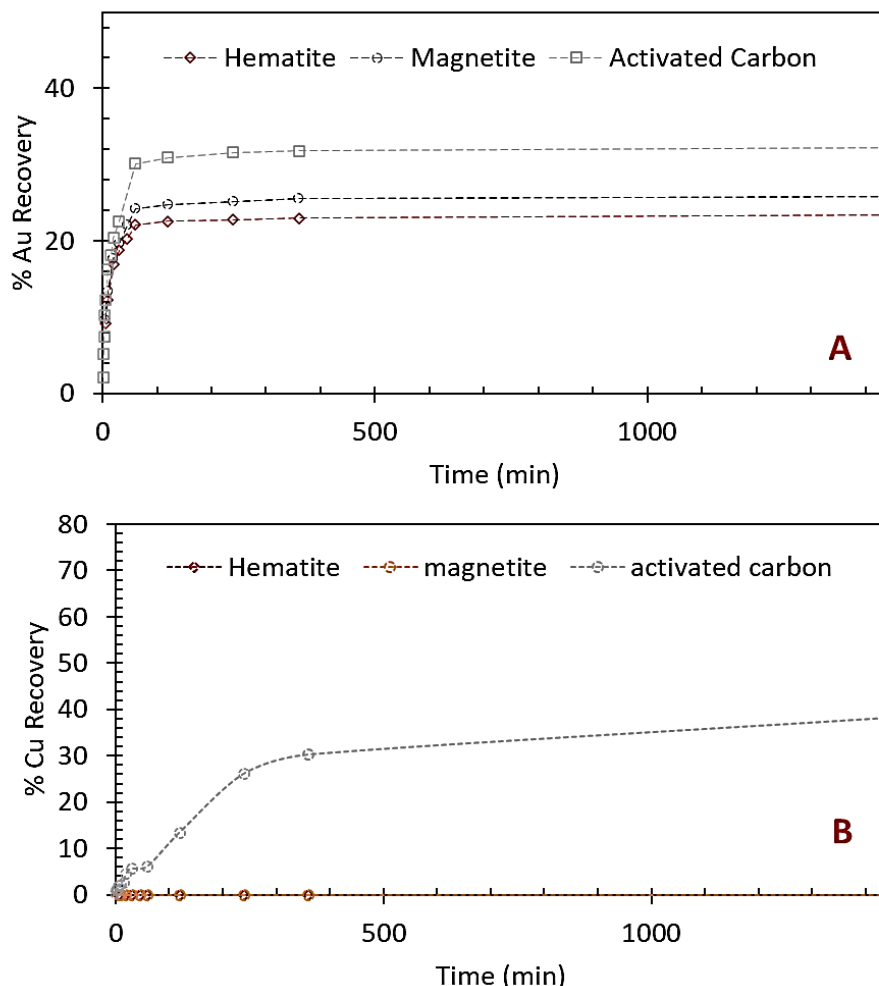 Hematite Magnetite Activated Carbon
% Au Recovery
40
20
0
A
0 500 1000
Time (min)
80
70
60
50
40
30
20
10
0
Hematite magnetite activated carbon
% Cu Recovery
B
0 500 1000
Time (min)